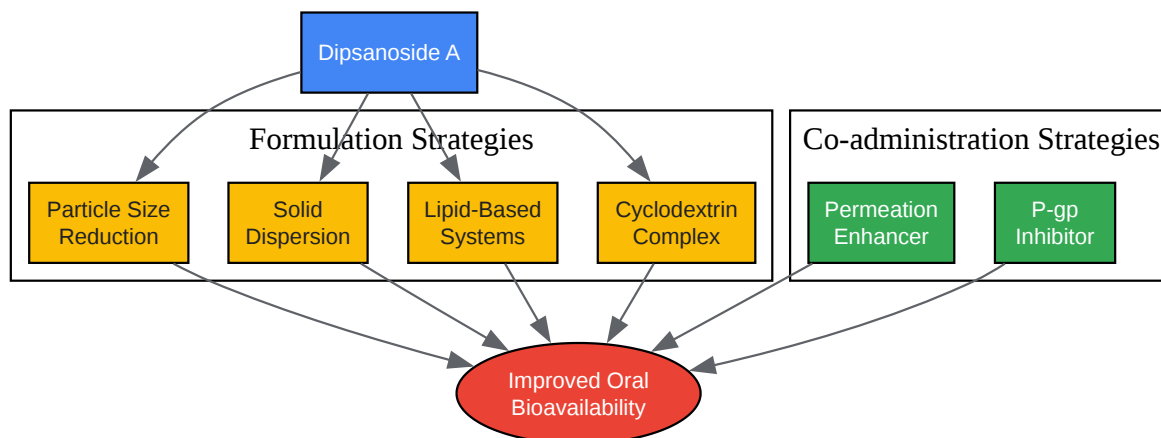 Dipsanoside A
Formulation Strategies
Co-administration Strategies
Particle Size
Reduction
Solid
Dispersion
Lipid-Based
Systems
Cyclodextrin
Complex
Permeation
Enhancer
P-gp
Inhibitor
Improved Oral
Bioavailability